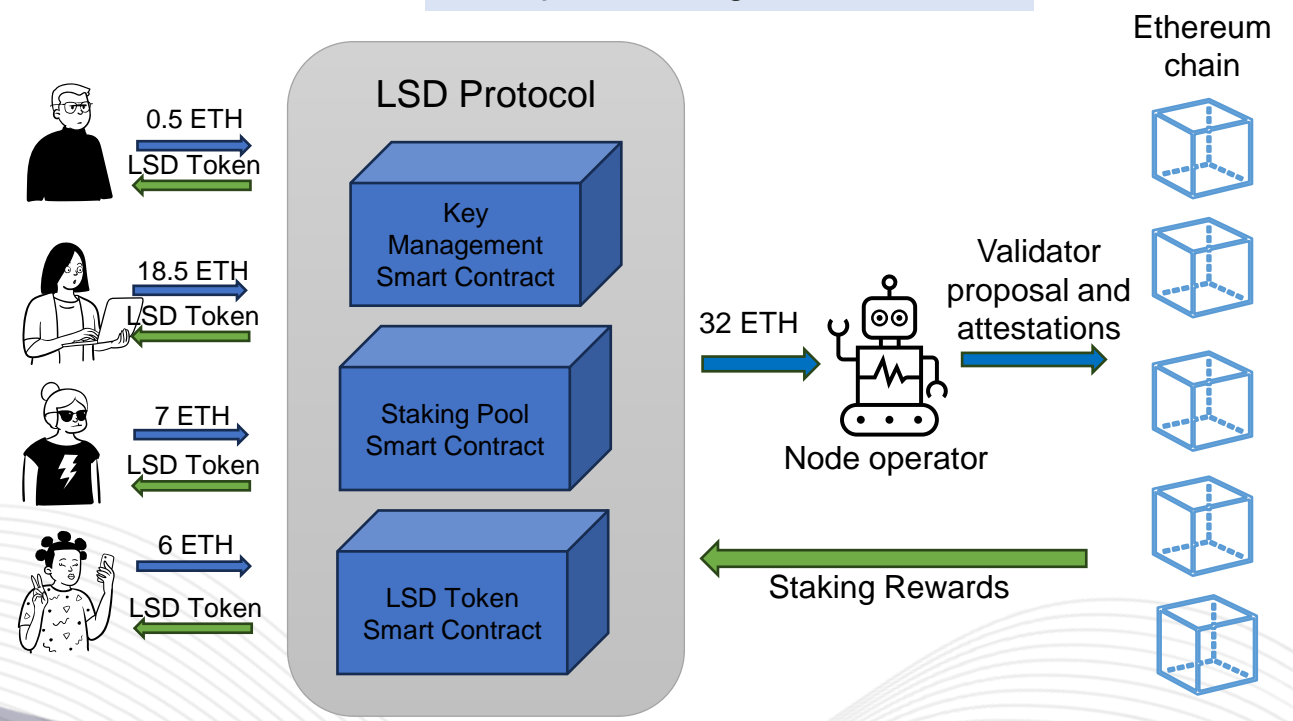 0.5 ETH
LSD Token
18.5 ETH
LSD Token
7 ETH
LSD Token
6 ETH
LSD Token
LSD Protocol
Key
Management
Smart Contract
Staking Pool
Smart Contract
LSD Token
Smart Contract
32 ETH
Node operator
Validator
proposal and
attestations
Staking Rewards
Ethereum
chain